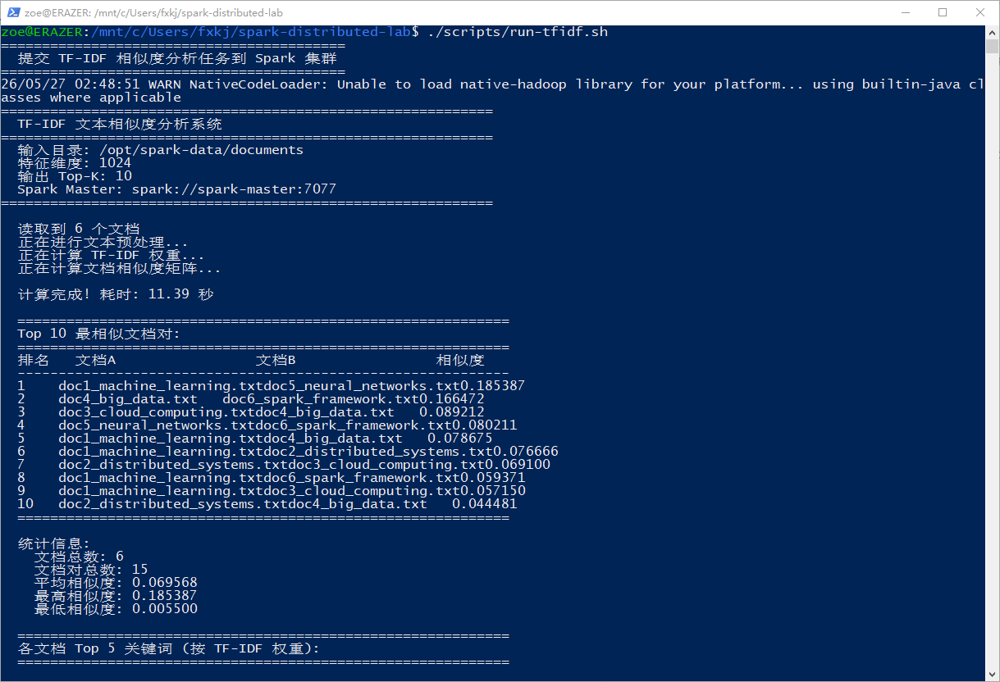 zoe@ERAZER: /mnt/c/Users/fxkj/spark-distributed-lab
zoe@ERAZER:/mnt/c/Users/fxkj/spark-distributed-lab$ ./scripts/run-tfidf.sh
==========================================
  提交 TF-IDF 相似度分析任务到 Spark 集群
==========================================
26/05/27 02:48:51 WARN NativeCodeLoader: Unable to load native-hadoop library for your platform... using builtin-java cl
asses where applicable
============================================================
  TF-IDF 文本相似度分析系统
============================================================
  输入目录: /opt/spark-data/documents
  特征维度: 1024
  输出 Top-K: 10
  Spark Master: spark://spark-master:7077
============================================================
  读取到 6 个文档
  正在进行文本预处理...
  正在计算 TF-IDF 权重...
  正在计算文档相似度矩阵...
  计算完成! 耗时: 11.39 秒
  ============================================================
  Top 10 最相似文档对:
  ============================================================
  排名   文档A                 文档B                 相似度
  ------------------------------------------------------------
  1    doc1_machine_learning.txtdoc5_neural_networks.txt0.185387
  2    doc4_big_data.txt   doc6_spark_framework.txt0.166472
  3    doc3_cloud_computing.txtdoc4_big_data.txt   0.089212
  4    doc5_neural_networks.txtdoc6_spark_framework.txt0.080211
  5    doc1_machine_learning.txtdoc4_big_data.txt   0.078675
  6    doc1_machine_learning.txtdoc2_distributed_systems.txt0.076666
  7    doc2_distributed_systems.txtdoc3_cloud_computing.txt0.069100
  8    doc1_machine_learning.txtdoc6_spark_framework.txt0.059371
  9    doc1_machine_learning.txtdoc3_cloud_computing.txt0.057150
  10   doc2_distributed_systems.txtdoc4_big_data.txt   0.044481
  ============================================================
  统计信息:
    文档总数: 6
    文档对总数: 15
    平均相似度: 0.069568
    最高相似度: 0.185387
    最低相似度: 0.005500
  ============================================================
  各文档 Top 5 关键词 (按 TF-IDF 权重):
  ============================================================